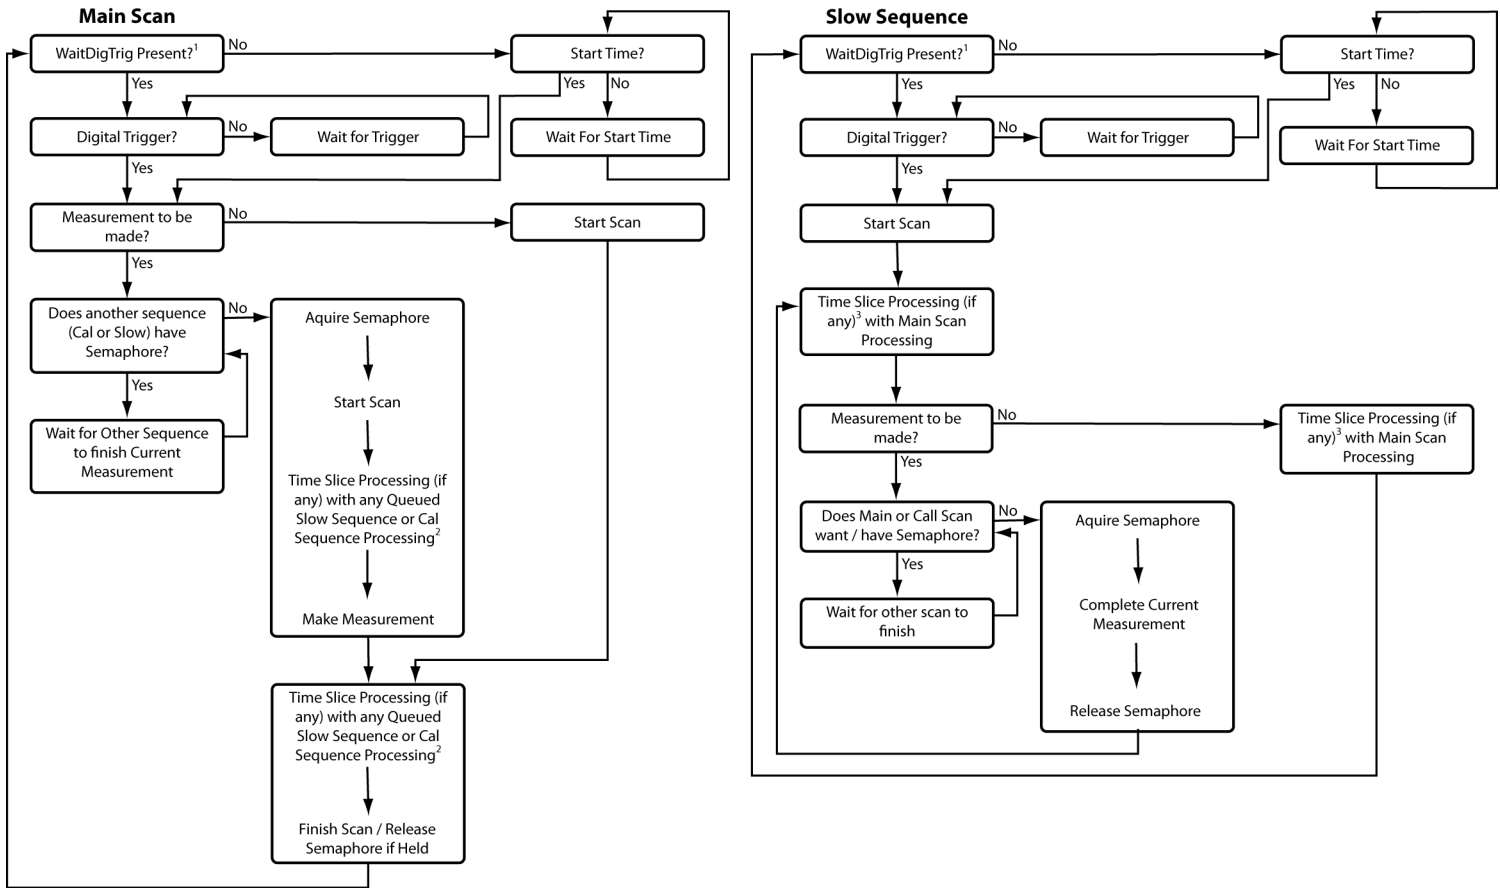 Main Scan
WaitDigTrig Present?1
No
Start Time?
Yes
Yes
No
Digital Trigger?
No
Wait for Trigger
Wait For Start Time
Yes
Measurement to be
made?
No
Start Scan
Yes
Does another sequence
(Cal or Slow) have
Semaphore?
No
Yes
Wait for Other Sequence
to finish Current
Measurement
Aquire Semaphore
Start Scan
Time Slice Processing (if
any) with any Queued
Slow Sequence or Cal
Sequence Processing2
Make Measurement
Time Slice Processing (if
any) with any Queued
Slow Sequence or Cal
Sequence Processing2
Finish Scan / Release
Semaphore if Held
Slow Sequence
WaitDigTrig Present?1
No
Start Time?
Yes
Yes
No
Digital Trigger?
No
Wait for Trigger
Wait For Start Time
Yes
Start Scan
Time Slice Processing (if
any)3 with Main Scan
Processing
Measurement to be
made?
No
Time Slice Processing (if
any)3 with Main Scan
Processing
Yes
Does Main or Call Scan
want / have Semaphore?
No
Yes
Wait for other scan to
finish
Aquire Semaphore
Complete Current
Measurement
Release Semaphore